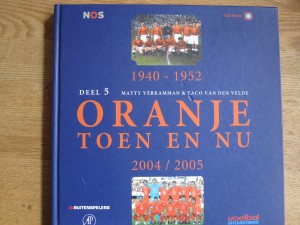 NOS
1940 - 1952
DEEL 5 MATTY VERKAMMAN & TACO VAN DEN VELDE
ORANJE
TOEN EN NU
2004 / 2005
BUITENSPELERS
voetbal